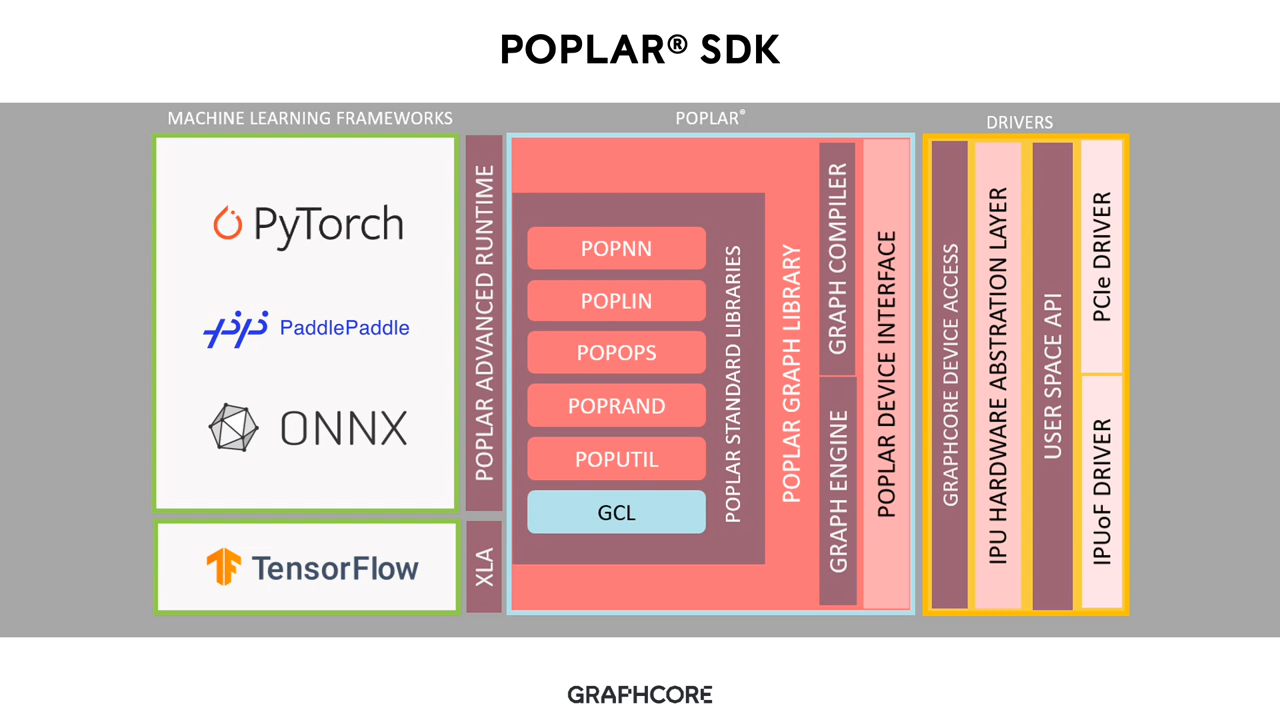 POPLAR® SDK
MACHINE LEARNING FRAMEWORKS
POPLAR®
DRIVERS
PyTorch
PaddlePaddle
ONNX
TensorFlow
POPLAR ADVANCED RUNTIME
XLA
POPNN
POPLIN
POPOPS
POPRAND
POPUTIL
GCL
POPLAR STANDARD LIBRARIES
POPLAR GRAPH LIBRARY
GRAPH COMPILER
GRAPH ENGINE
POPLAR DEVICE INTERFACE
GRAPHCORE DEVICE ACCESS
IPU HARDWARE ABSTRATION LAYER
USER SPACE API
PCIe DRIVER
IPUoF DRIVER
GRAPHCORE